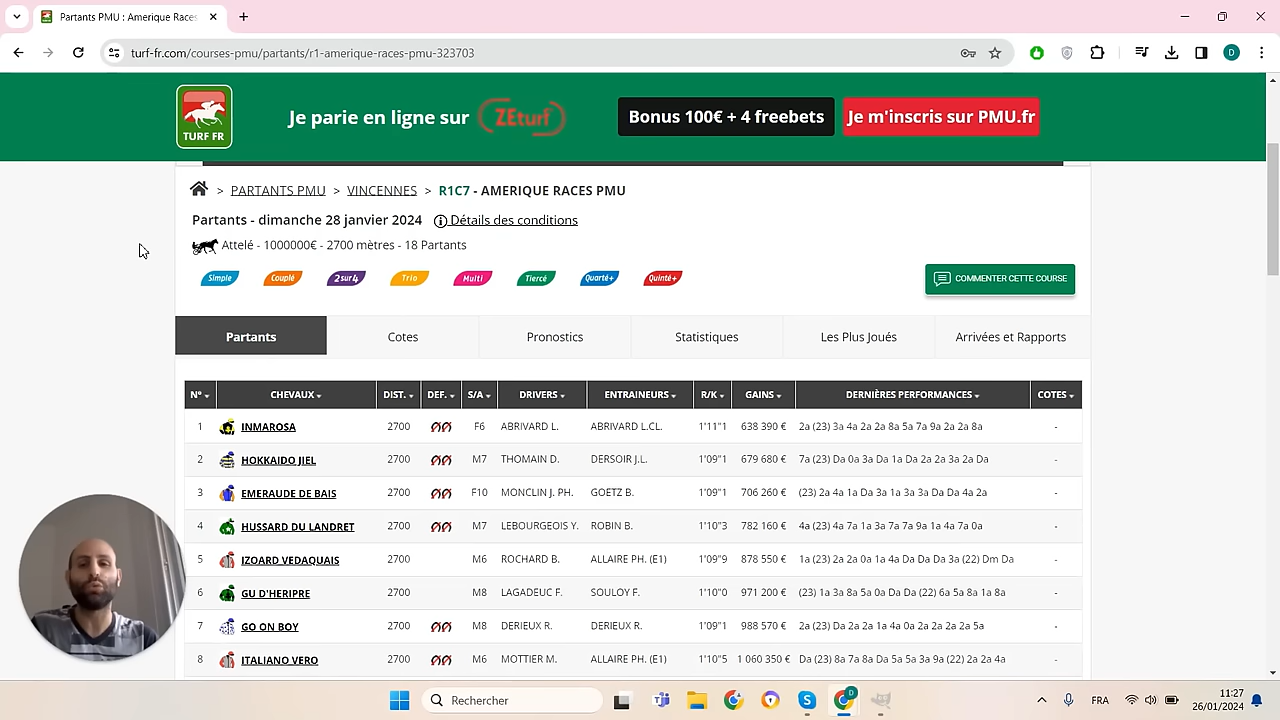 Partants PMU : Amerique Races
turf-fr.com/courses-pmu/partants/r1-amerique-races-pmu-323703
D
TURF FR
Je parie en ligne sur ZEturf
Bonus 100€ + 4 freebets
Je m'inscris sur PMU.fr
> PARTANTS PMU > VINCENNES > R1C7 - AMERIQUE RACES PMU
Partants - dimanche 28 janvier 2024 Détails des conditions
Attelé - 1000000€ - 2700 mètres - 18 Partants
Simple Couplé 2sur4 Trio Multi Tiercé Quarté+ Quinté+
COMMENTER CETTE COURSE
Partants Cotes Pronostics Statistiques Les Plus Joués Arrivées et Rapports
N° CHEVAUX DIST. DEF. S/A DRIVERS ENTRAINEURS R/K GAINS DERNIÈRES PERFORMANCES COTES
1 INMAROSA 2700 F6 ABRIVARD L. ABRIVARD L.CL. 1'11"1 638 390 € 2a (23) 3a 4a 2a 2a 8a 5a 7a 2a 2a 2a 8a -
2 HOKKAIDO JIEL 2700 M7 THOMAIN D. DERSOIR J.L. 1'09"1 679 680 € 7a (23) Da 0a 3a Da 1a Da 2a 2a 3a 2a Da -
3 EMERAUDE DE BAIS 2700 F10 MONCLIN J. PH. GOETZ B. 1'09"1 706 260 € (23) 2a 4a 1a Da 3a 1a 3a 3a Da Da 4a 2a -
4 HUSSARD DU LANDRET 2700 M7 LEBOURGEOIS Y. ROBIN B. 1'10"3 782 160 € 4a (23) 4a 7a 1a 3a 7a 7a 9a 1a 4a 7a 0a -
5 IZOARD VEDAQUAIS 2700 M6 ROCHARD B. ALLAIRE PH. (E1) 1'09"9 878 550 € 1a (23) 2a 2a 0a 1a 4a Da Da Da 3a (22) Dm Da -
6 GU D'HERIPRE 2700 M8 LAGADEUC F. SOULOY F. 1'10"0 971 200 € (23) 1a 3a 8a 5a 0a Da Da (22) 6a 5a 8a 1a 8a -
7 GO ON BOY 2700 M8 DERIEUX R. DERIEUX R. 1'09"1 988 570 € 2a (23) Da 2a 2a 1a 4a 0a 2a 2a 2a 2a 5a -
8 ITALIANO VERO 2700 M6 MOTTIER M. ALLAIRE PH. (E1) 1'10"5 1 060 350 € Da (23) 8a 7a 8a Da 5a 5a 3a 9a (22) 2a 2a 4a -
Rechercher
FRA
11:27
26/01/2024